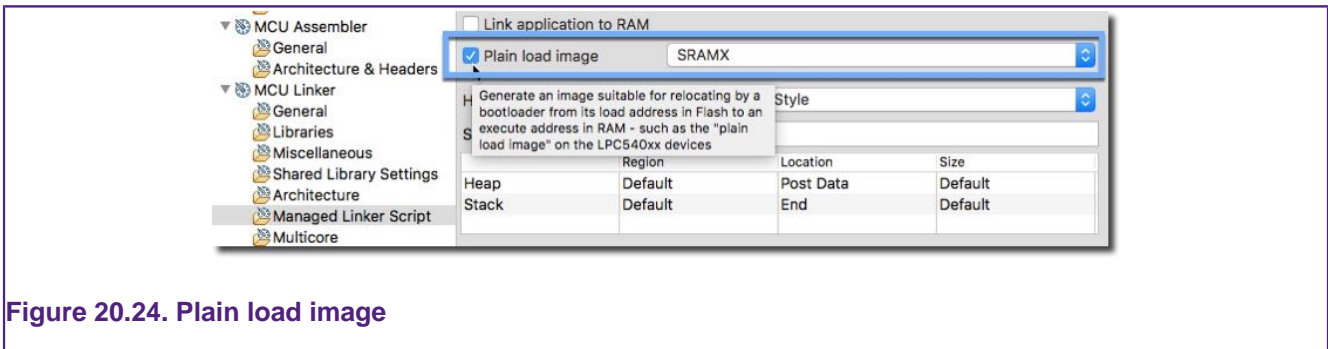 MCU Assembler
General
Architecture & Headers
MCU Linker
General
Libraries
Miscellaneous
Shared Library Settings
Architecture
Managed Linker Script
Multicore
Link application to RAM
Plain load image SRAMX
H Style
Generate an image suitable for relocating by a
bootloader from its load address in Flash to an
execute address in RAM - such as the "plain
load image" on the LPC540xx devices
S
Region Location Size
Heap Default Post Data Default
Stack Default End Default
Figure 20.24. Plain load image